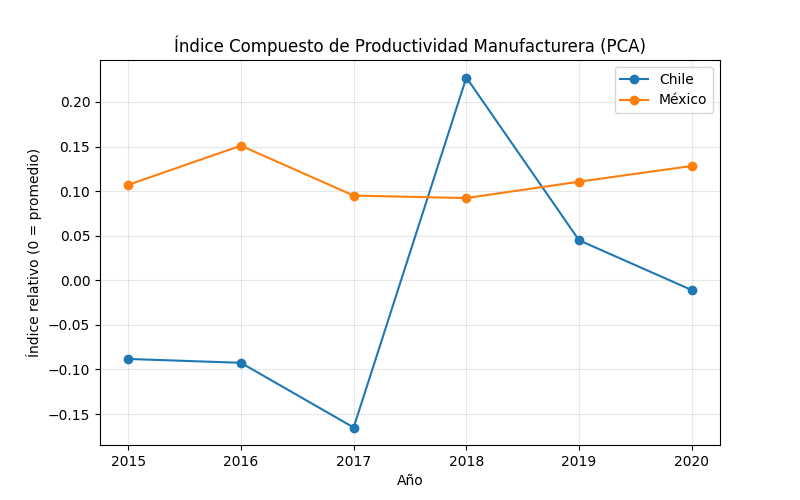 Índice Compuesto de Productividad Manufacturera (PCA)
Chile
México
Índice relativo (0 = promedio)
0.20
0.15
0.10
0.05
0.00
−0.05
−0.10
−0.15
2015 2016 2017 2018 2019 2020
Año